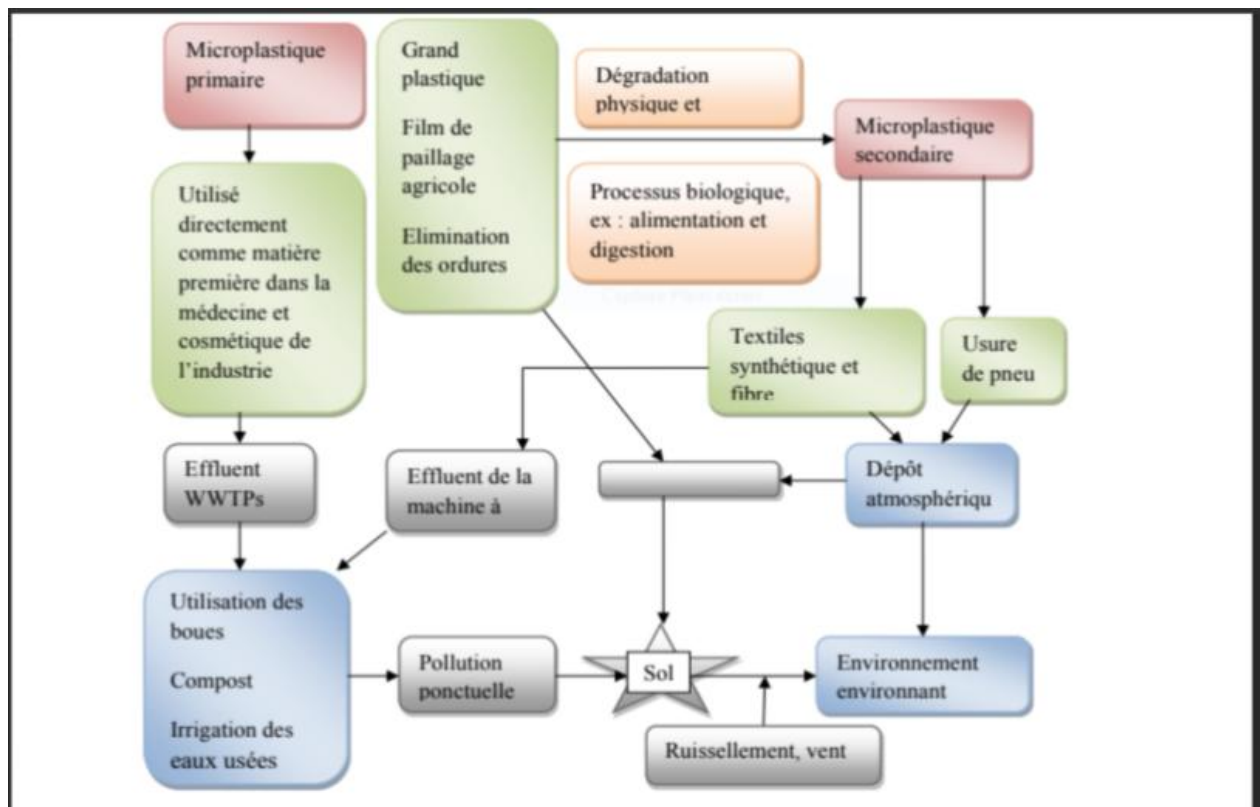 Microplastique
primaire
Grand
plastique
Film de
paillage
agricole
Elimination
des ordures
Dégradation
physique et
Processus biologique,
ex : alimentation et
digestion
Microplastique
secondaire
Utilisé
directement
comme matière
première dans la
médecine et
cosmétique de
l'industrie
Textiles
synthétique et
fibre
Usure
de pneu
Effluent
WWTPs
Effluent de la
machine à
Dépôt
atmosphériqu
Utilisation des
boues
Compost
Irrigation des
eaux usées
Pollution
ponctuelle
Sol
Environnement
environnant
Ruissellement, vent